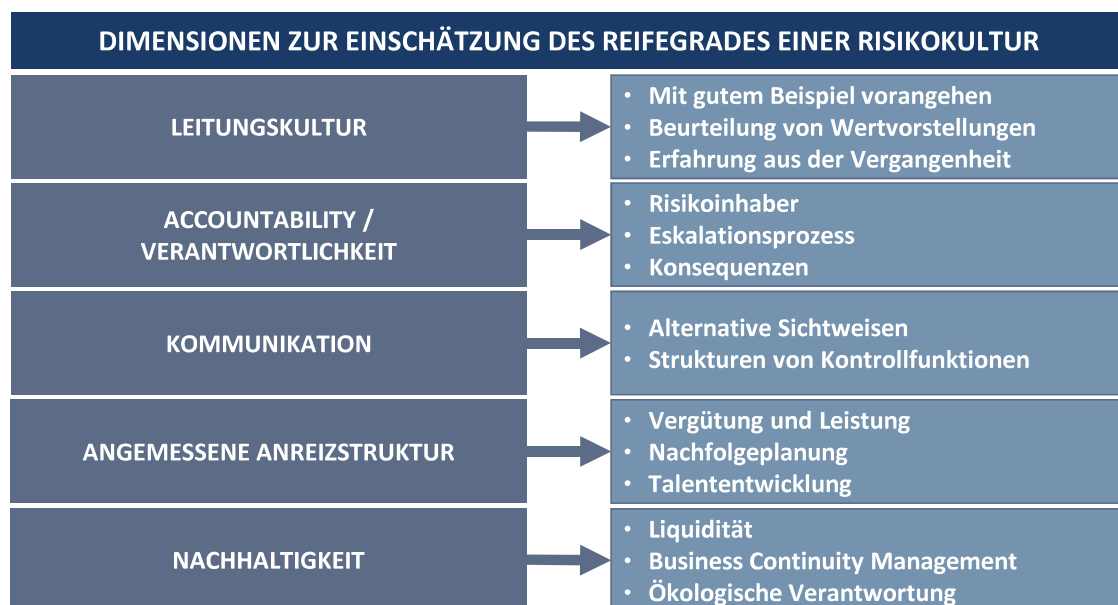 DIMENSIONEN ZUR EINSCHÄTZUNG DES REIFEGRADES EINER RISIKOKULTUR
LEITUNGSKULTUR
• Mit gutem Beispiel vorangehen
• Beurteilung von Wertvorstellungen
• Erfahrung aus der Vergangenheit
ACCOUNTABILITY /
VERANTWORTLICHKEIT
• Risikoinhaber
• Eskalationsprozess
• Konsequenzen
KOMMUNIKATION
• Alternative Sichtweisen
• Strukturen von Kontrollfunktionen
ANGEMESSENE ANREIZSTRUKTUR
• Vergütung und Leistung
• Nachfolgeplanung
• Talententwicklung
NACHHALTIGKEIT
• Liquidität
• Business Continuity Management
• Ökologische Verantwortung